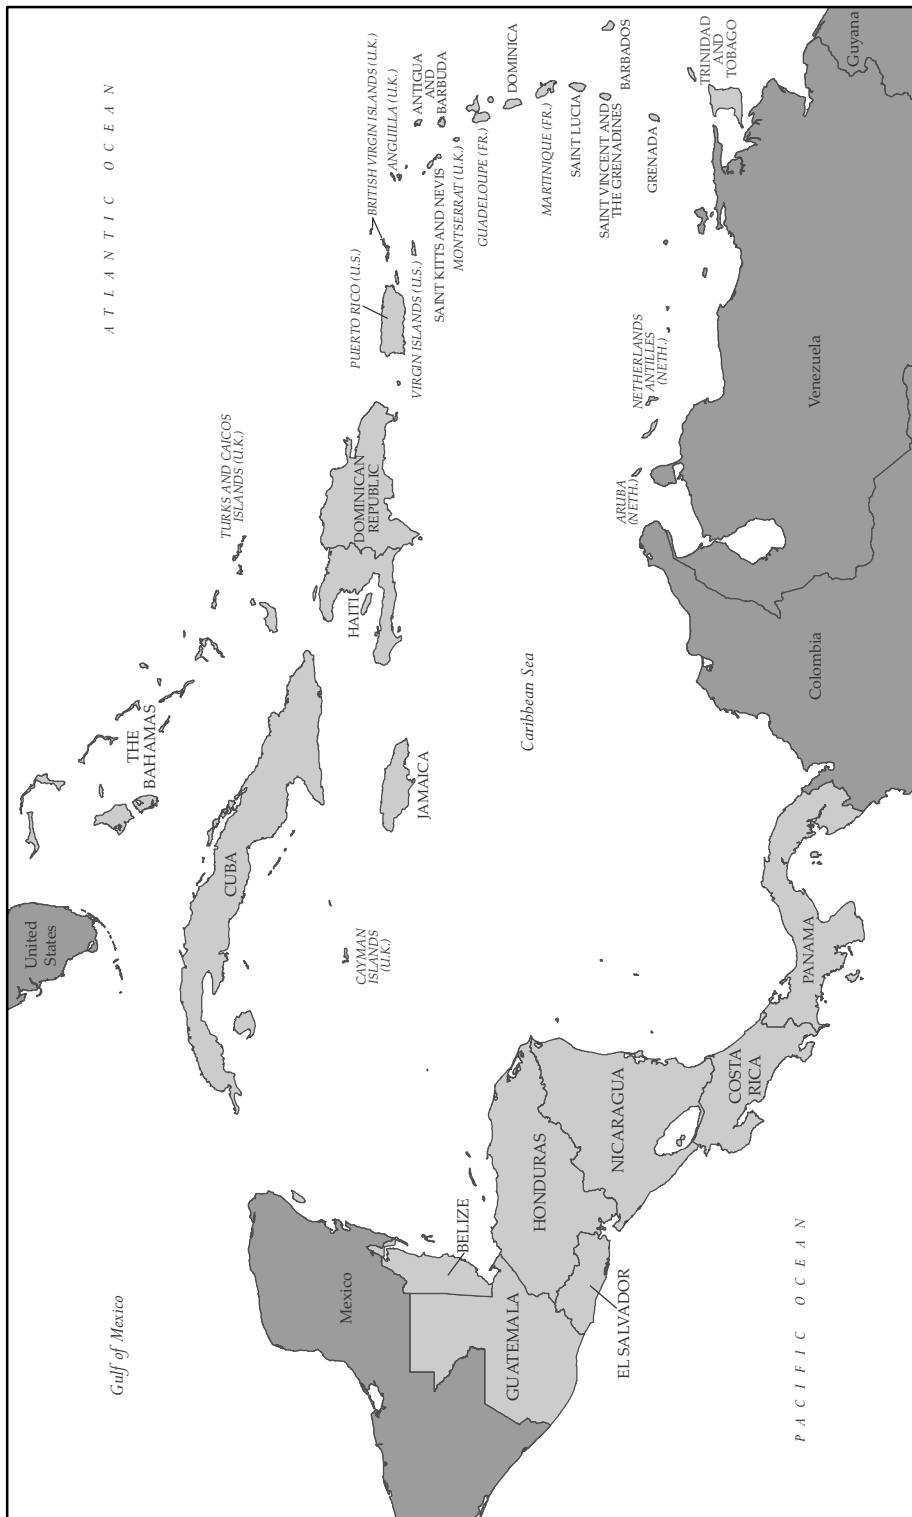 ATLANTIC OCEAN
Gulf of Mexico
United
States
THE
BAHAMAS
TURKS AND CAICOS
ISLANDS (U.K.)
CUBA
Mexico
CAYMAN
ISLANDS
(U.K.)
JAMAICA
HAITI
DOMINICAN
REPUBLIC
PUERTO RICO (U.S.)
VIRGIN ISLANDS (U.S.)
BRITISH VIRGIN ISLANDS (U.K.)
ANGUILLA (U.K.)
ANTIGUA
AND
BARBUDA
SAINT KITTS AND NEVIS
MONTSERRAT (U.K.)
GUADELOUPE (FR.)
DOMINICA
MARTINIQUE (FR.)
SAINT LUCIA
SAINT VINCENT AND
THE GRENADINES
BARBADOS
GRENADA
TRINIDAD
AND
TOBAGO
BELIZE
Caribbean Sea
GUATEMALA
HONDURAS
EL SALVADOR
NICARAGUA
ARUBA
(NETH.)
NETHERLANDS
ANTILLES
(NETH.)
COSTA
RICA
PANAMA
Colombia
Venezuela
Guyana
PACIFIC OCEAN